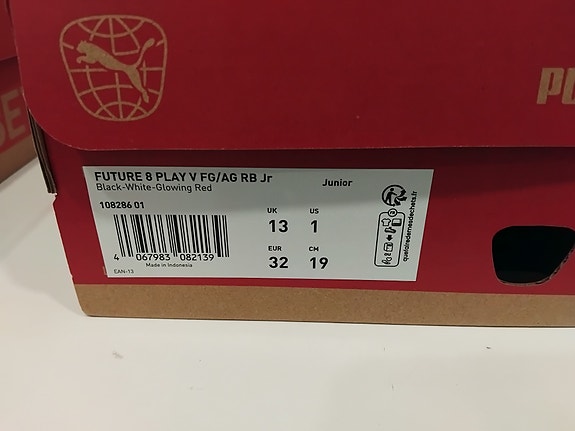 PU
FUTURE 8 PLAY V FG/AG RB Jr
Black-White-Glowing Red
Junior
108286 01
UK US
13 1
EUR CM
32 19
4 067983 082139
Made in Indonesia
EAN-13
quefairedemesdechets.fr